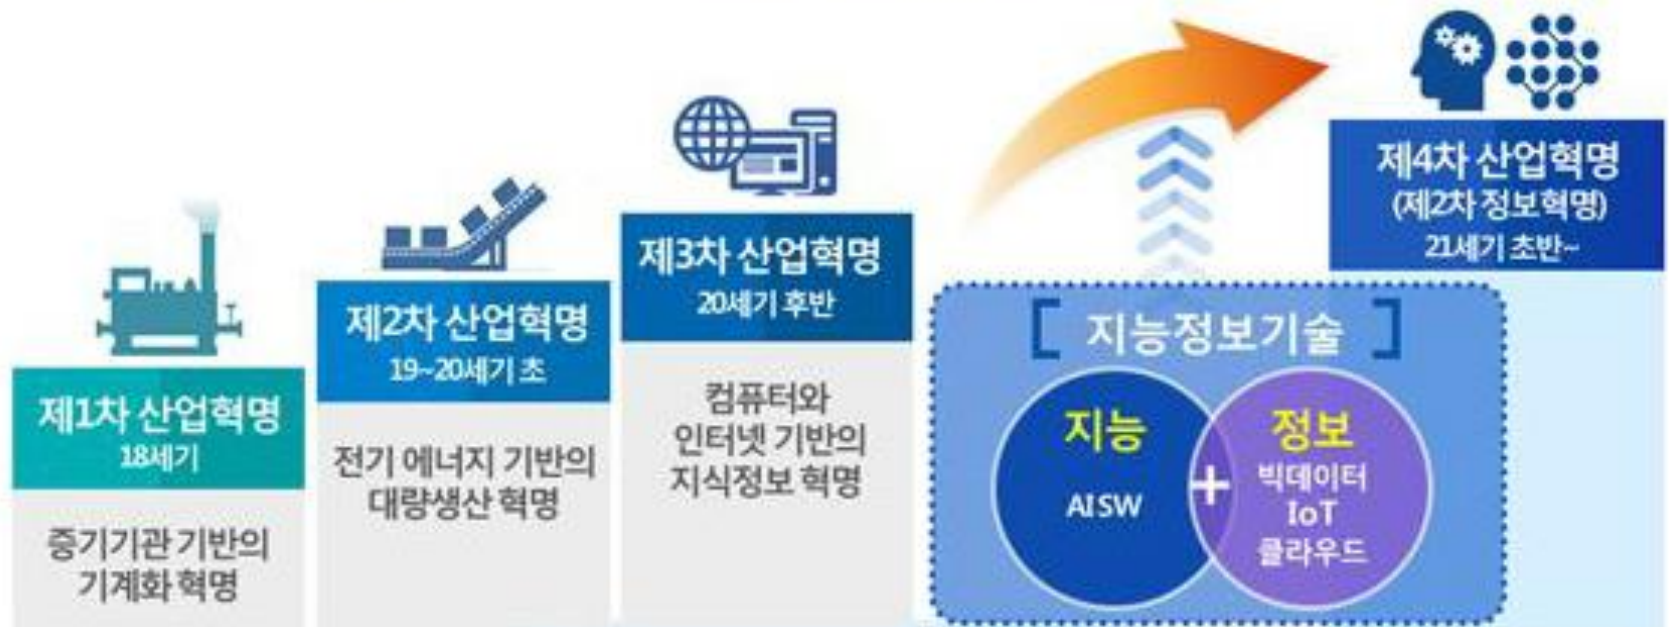 제1차 산업혁명
18세기
증기기관 기반의
기계화 혁명
제2차 산업혁명
19~20세기 초
전기 에너지 기반의
대량생산 혁명
제3차 산업혁명
20세기 후반
컴퓨터와
인터넷 기반의
지식정보 혁명
[ 지능정보기술 ]
지능
AI SW
+
정보
빅데이터
IoT
클라우드
제4차 산업혁명
(제2차 정보혁명)
21세기 초반~